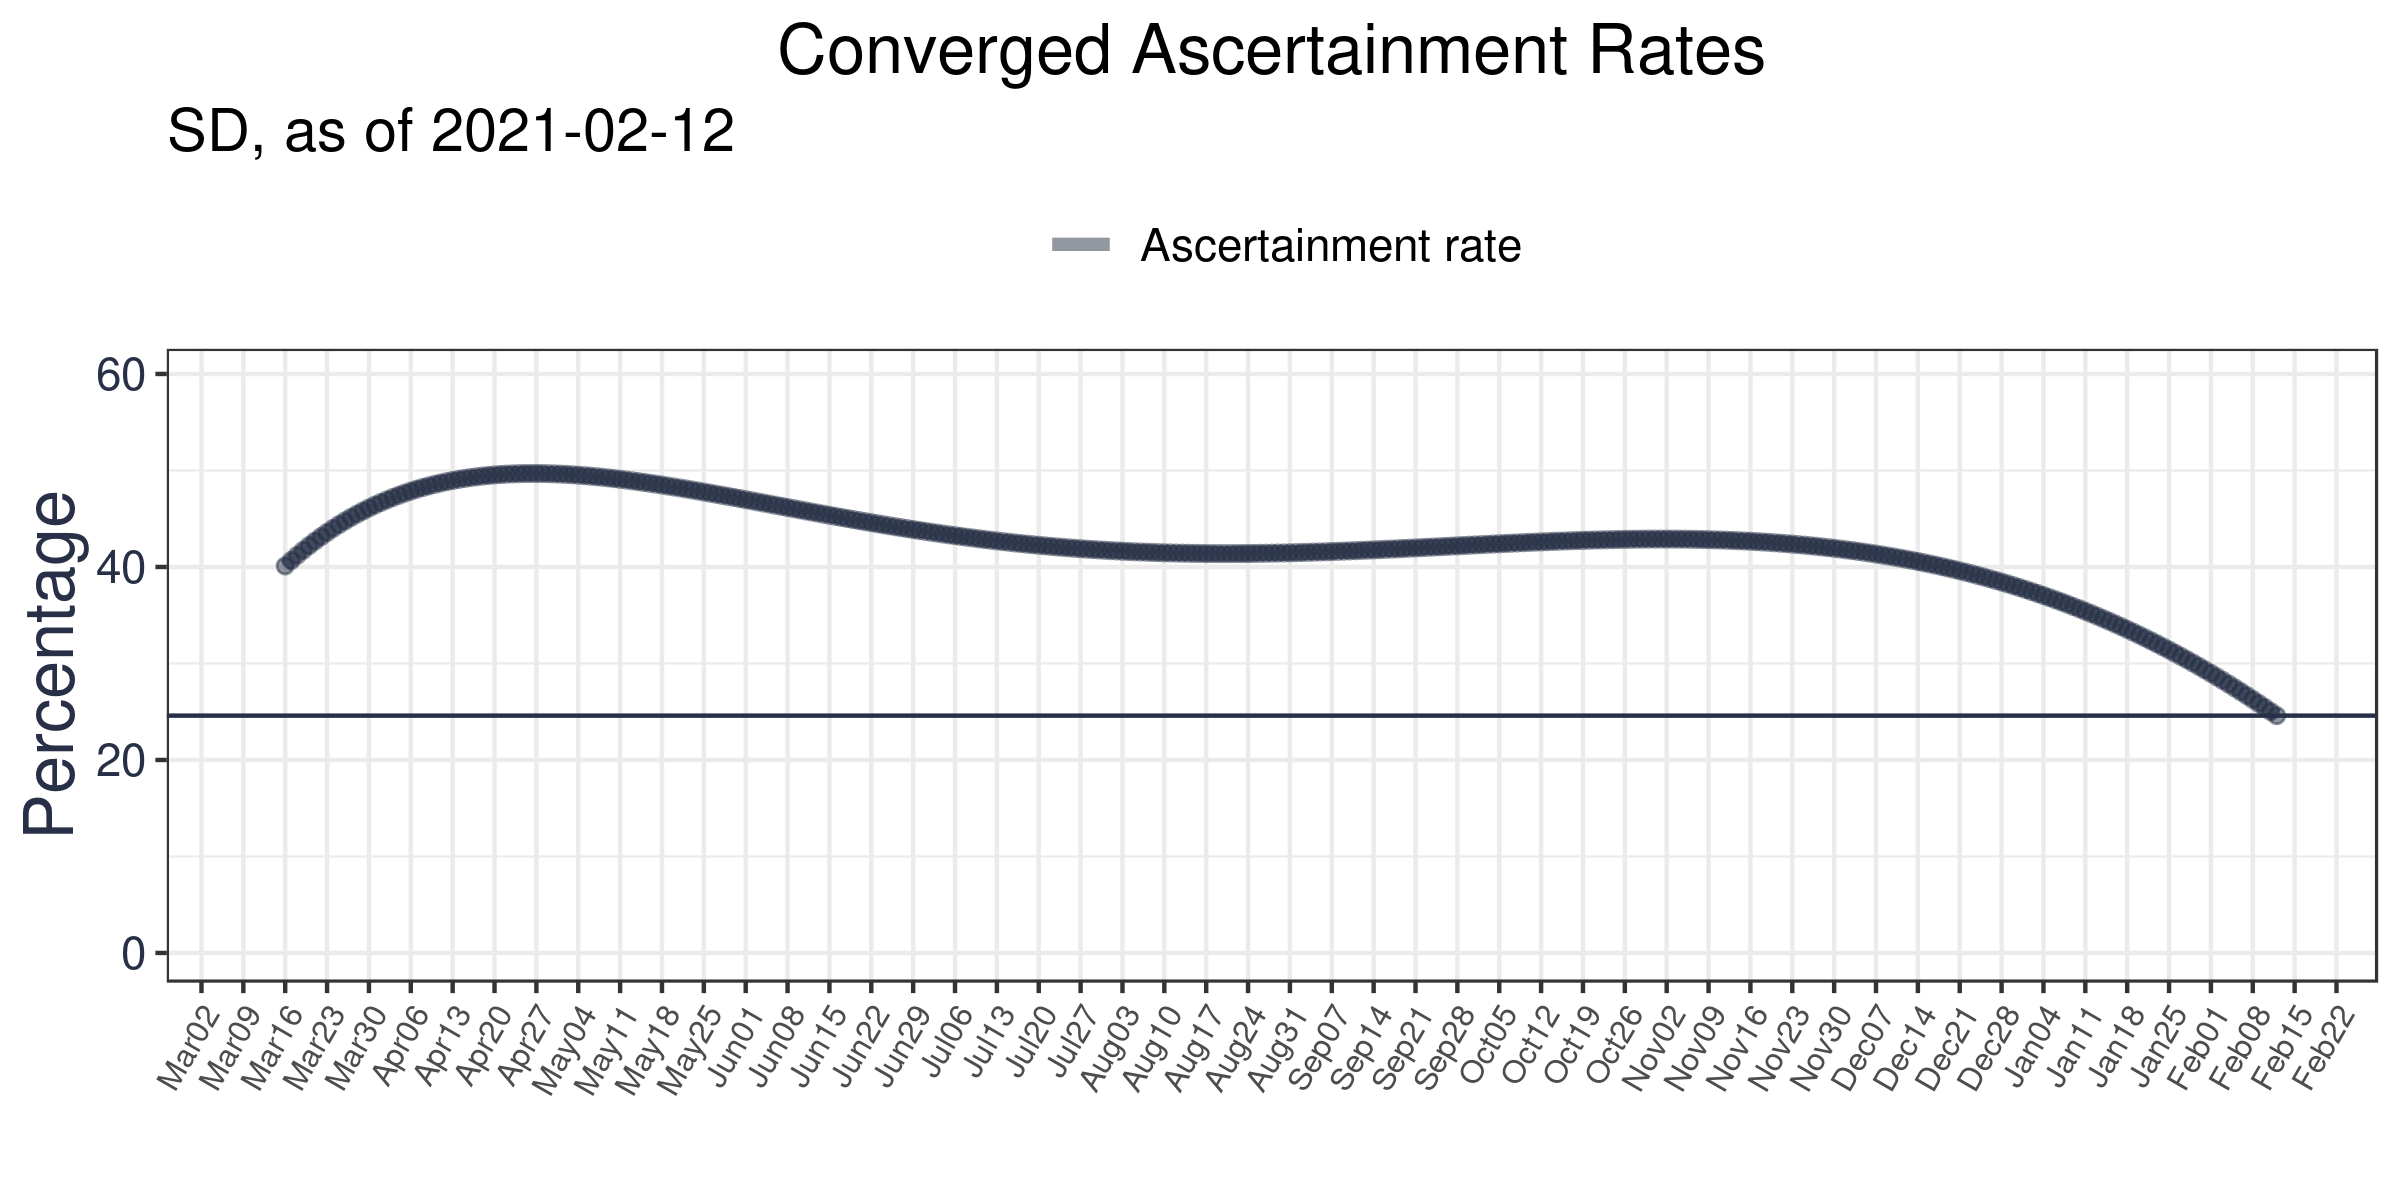 Converged Ascertainment Rates
SD, as of 2021-02-12
Ascertainment rate
Percentage
60
40
20
0
Mar02
Mar09
Mar16
Mar23
Mar30
Apr06
Apr13
Apr20
Apr27
May04
May11
May18
May25
Jun01
Jun08
Jun15
Jun22
Jun29
Jul06
Jul13
Jul20
Jul27
Aug03
Aug10
Aug17
Aug24
Aug31
Sep07
Sep14
Sep21
Sep28
Oct05
Oct12
Oct19
Oct26
Nov02
Nov09
Nov16
Nov23
Nov30
Dec07
Dec14
Dec21
Dec28
Jan04
Jan11
Jan18
Jan25
Feb01
Feb08
Feb15
Feb22